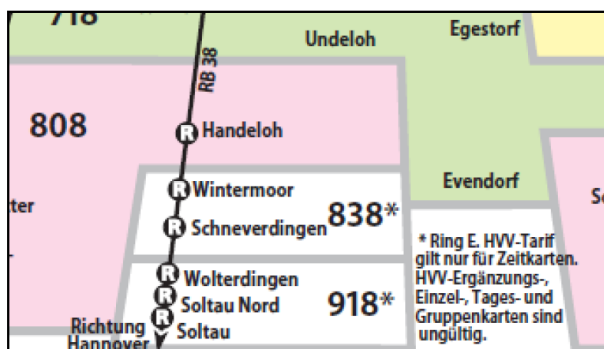 718
Undeloh
Egestorf
RB 38
808
R Handeloh
R Wintermoor
Evendorf
R Schneverdingen
838*
* Ring E. HVV-Tarif
gilt nur für Zeitkarten.
HVV-Ergänzungs-,
Einzel-, Tages- und
Gruppenkarten sind
ungültig.
R Wolterdingen
R Soltau Nord
918*
R Soltau
Richtung
Hannover